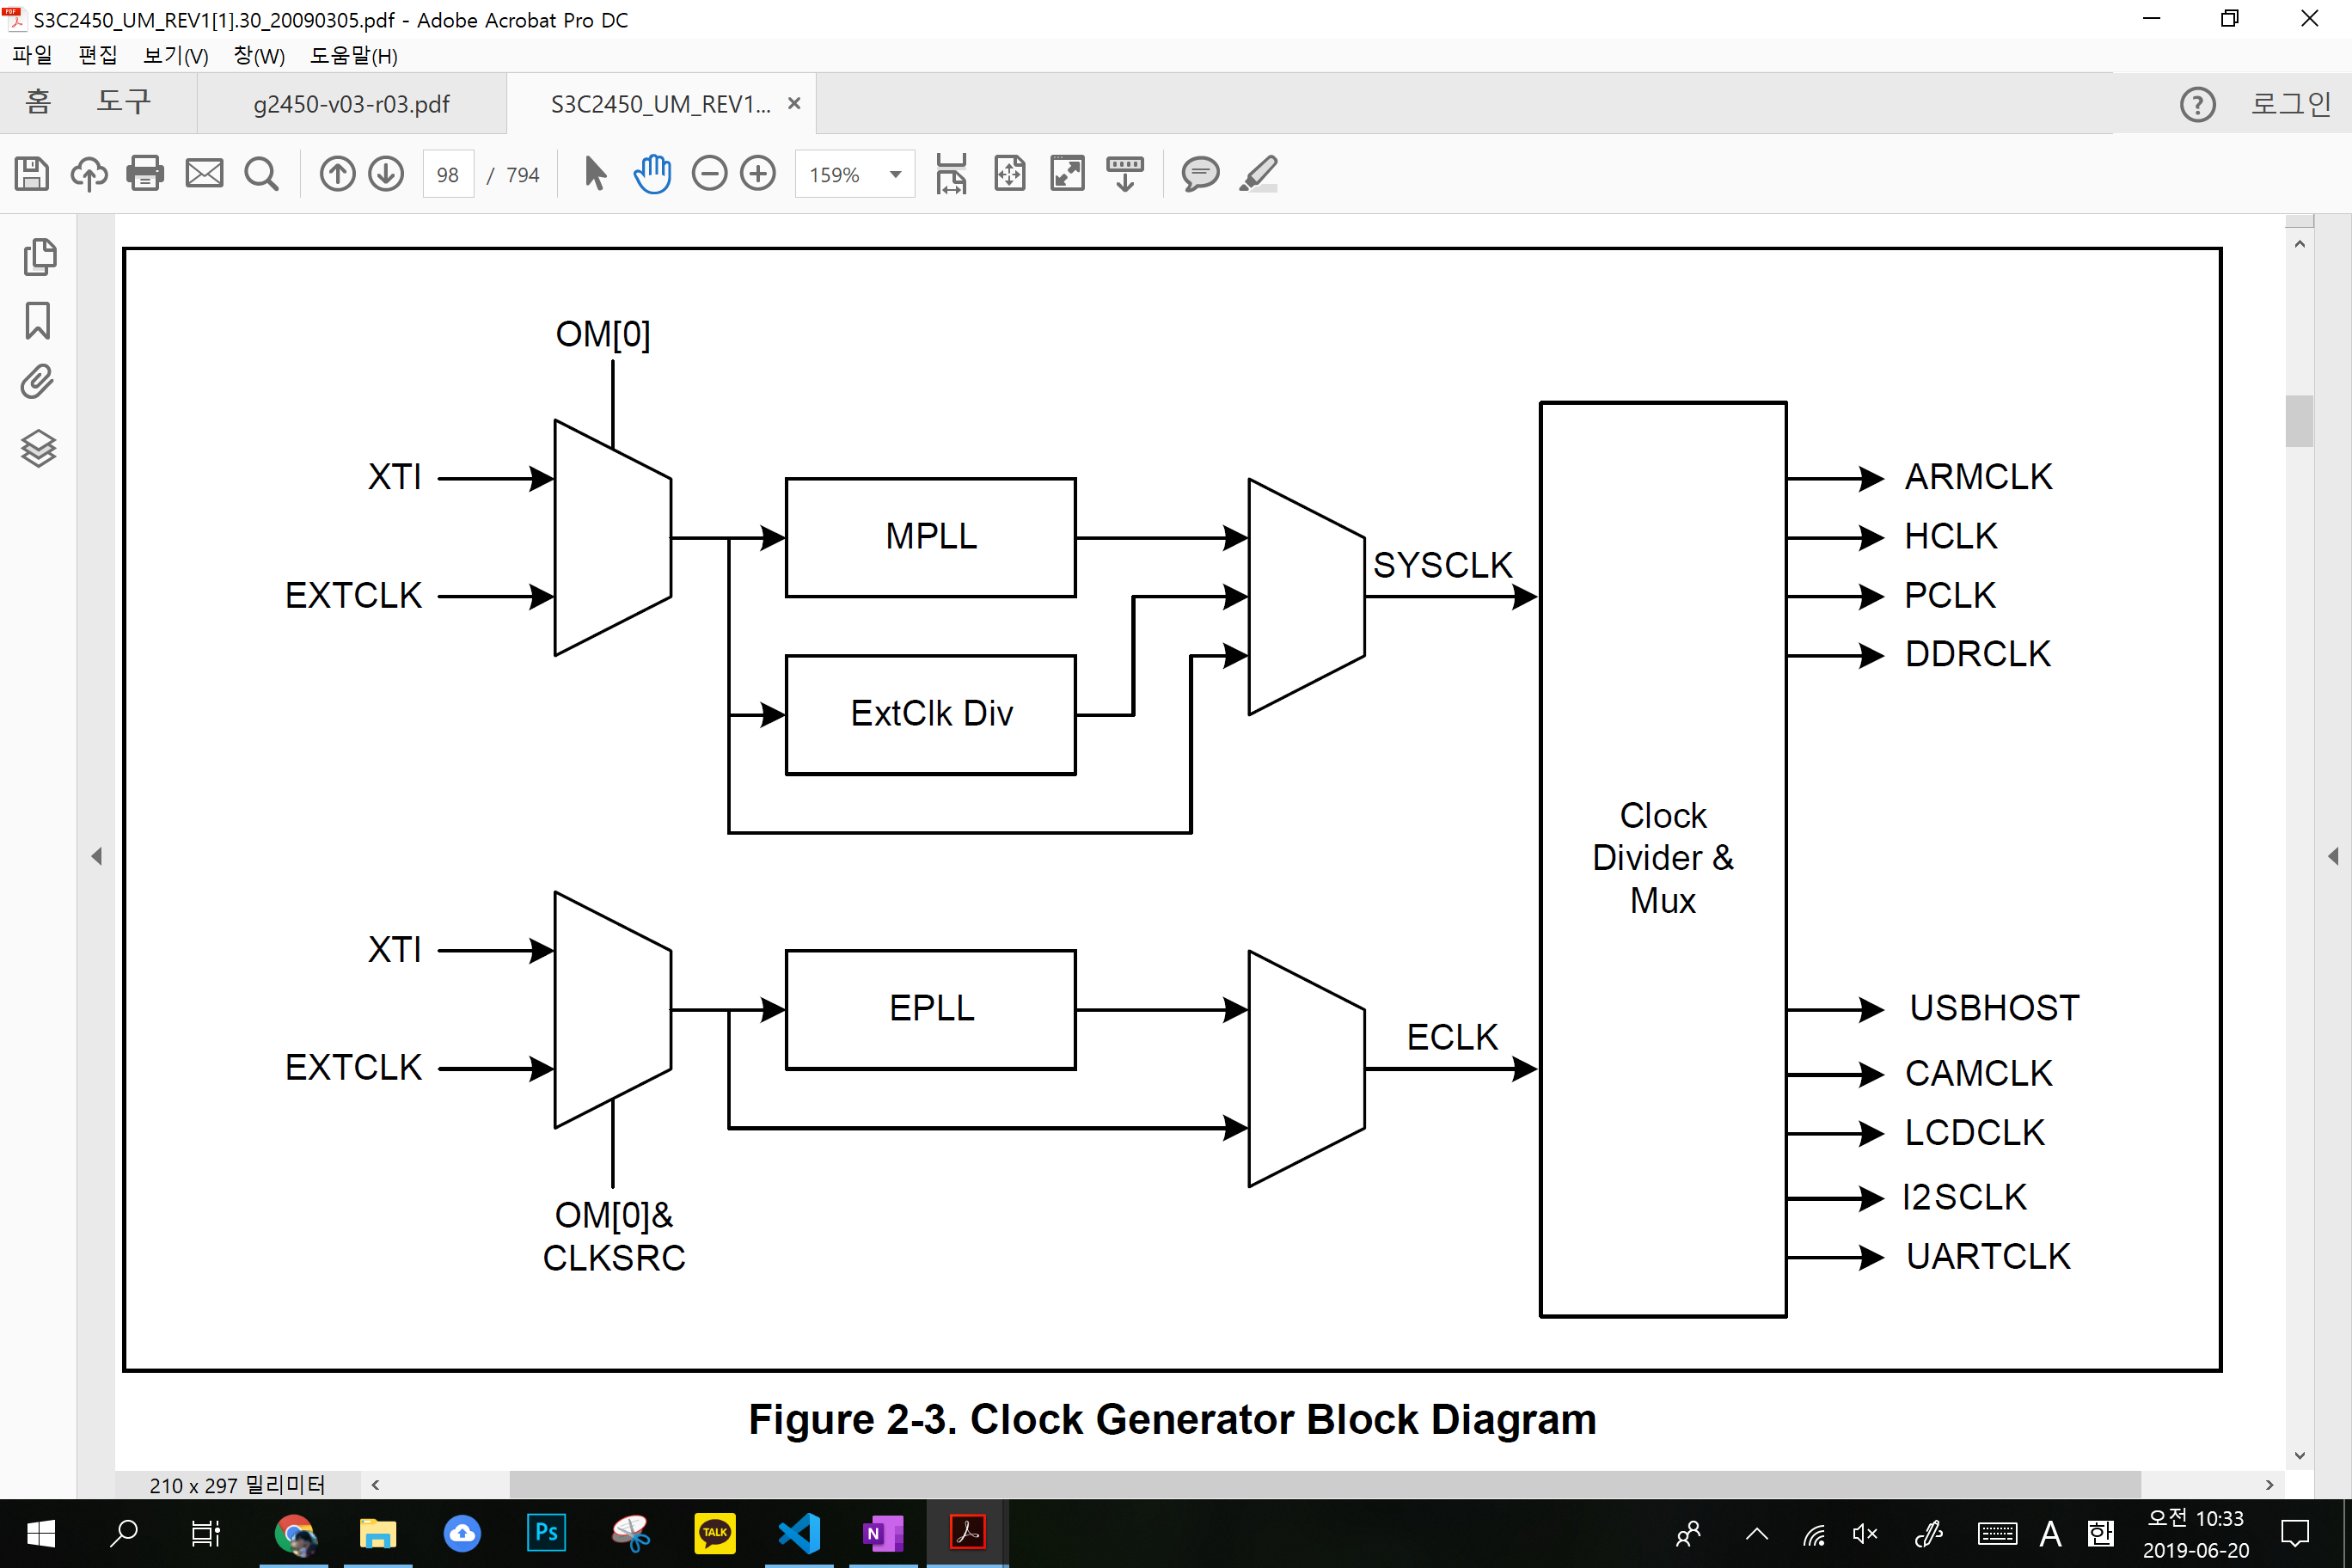 S3C2450_UM_REV1[1].30_20090305.pdf - Adobe Acrobat Pro DC
파일 편집 보기(V) 창(W) 도움말(H)
홈 도구 g2450-v03-r03.pdf S3C2450_UM_REV1... × ? 로그인
98 / 794 159%
OM[0]
XTI
EXTCLK
MPLL
ExtClk Div
SYSCLK
ARMCLK
HCLK
PCLK
DDRCLK
Clock
Divider &
Mux
XTI
EXTCLK
EPLL
ECLK
OM[0]&
CLKSRC
USBHOST
CAMCLK
LCDCLK
I2SCLK
UARTCLK
Figure 2-3. Clock Generator Block Diagram
210 x 297 밀리미터
Ps TALK N A 한
오전 10:33
2019-06-20